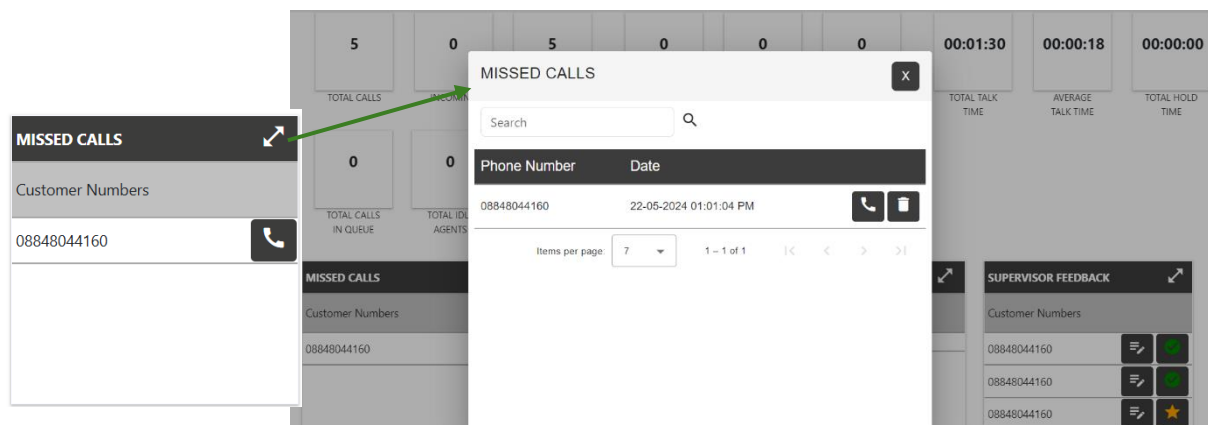 5
0
5
0
0
0
00:01:30
00:00:18
00:00:00
TOTAL CALLS
TOTAL TALK
TIME
AVERAGE
TALK TIME
TOTAL HOLD
TIME
MISSED CALLS
Customer Numbers
08848044160
0
0
TOTAL CALLS
IN QUEUE
AGENTS
MISSED CALLS
X
Search
Phone Number
Date
08848044160
22-05-2024 01:01:04 PM
Items per page:
7
1 – 1 of 1
MISSED CALLS
Customer Numbers
08848044160
SUPERVISOR FEEDBACK
Customer Numbers
08848044160
08848044160
08848044160